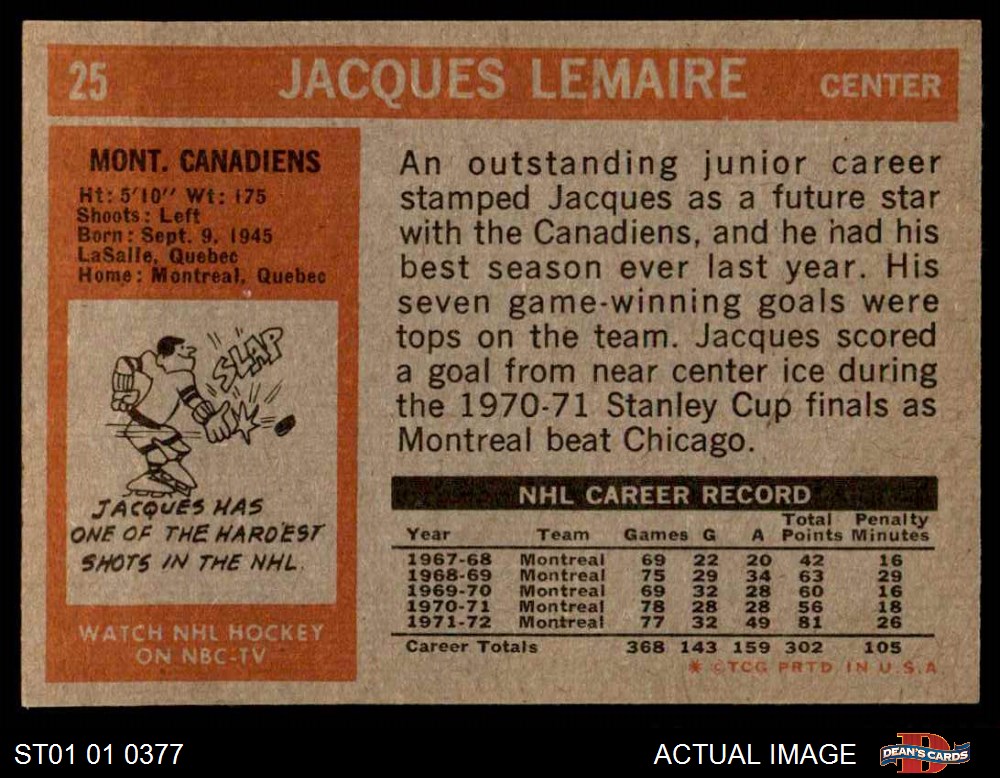 25 JACQUES LEMAIRE CENTER
MONT. CANADIENS
Ht: 5'10'' Wt: 175
Shoots: Left
Born: Sept. 9, 1945
LaSalle, Quebec
Home: Montreal, Quebec
SLAP
JACQUES HAS
ONE OF THE HARDEST
SHOTS IN THE NHL.
WATCH NHL HOCKEY
ON NBC-TV
An outstanding junior career
stamped Jacques as a future star
with the Canadiens, and he had his
best season ever last year. His
seven game-winning goals were
tops on the team. Jacques scored
a goal from near center ice during
the 1970-71 Stanley Cup finals as
Montreal beat Chicago.
NHL CAREER RECORD
Year Team Games G A Total Points Penalty Minutes
1967-68 Montreal 69 22 20 42 16
1968-69 Montreal 75 29 34 63 29
1969-70 Montreal 69 32 28 60 16
1970-71 Montreal 78 28 28 56 18
1971-72 Montreal 77 32 49 81 26
Career Totals 368 143 159 302 105
* ©TCG PRTD IN U.S.A.
ST01 01 0377 ACTUAL IMAGE DEAN'S CARDS